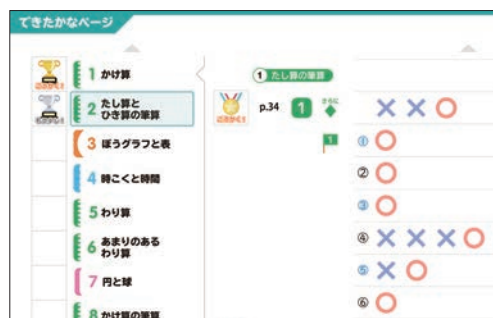 できたかなページ
1 かけ算
2 たし算と
ひき算の筆算
3 ぼうグラフと表
4 時こくと時間
5 わり算
6 あまりのある
わり算
7 円と球
8 かけ算の筆算
① たし算の筆算
p.34 1 さらに
1
①
②
③
④
⑤
⑥